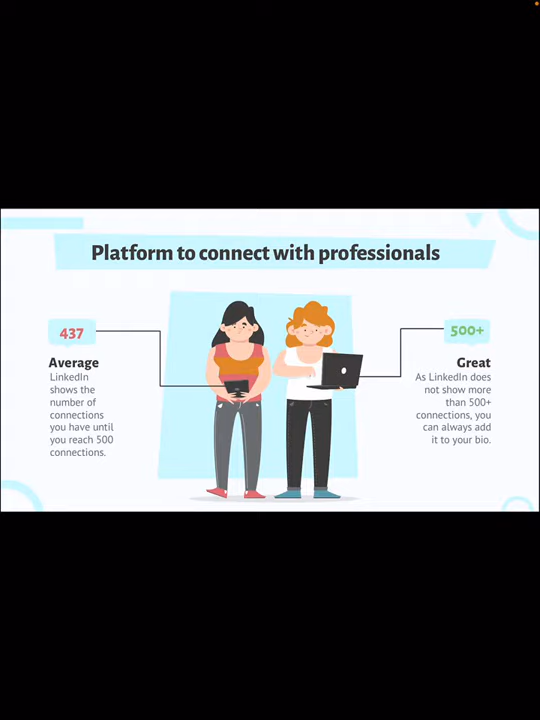 Platform to connect with professionals
437
Average
LinkedIn
shows the
number of
connections
you have until
you reach 500
connections.
500+
Great
As LinkedIn does
not show more
than 500+
connections, you
can always add
it to your bio.